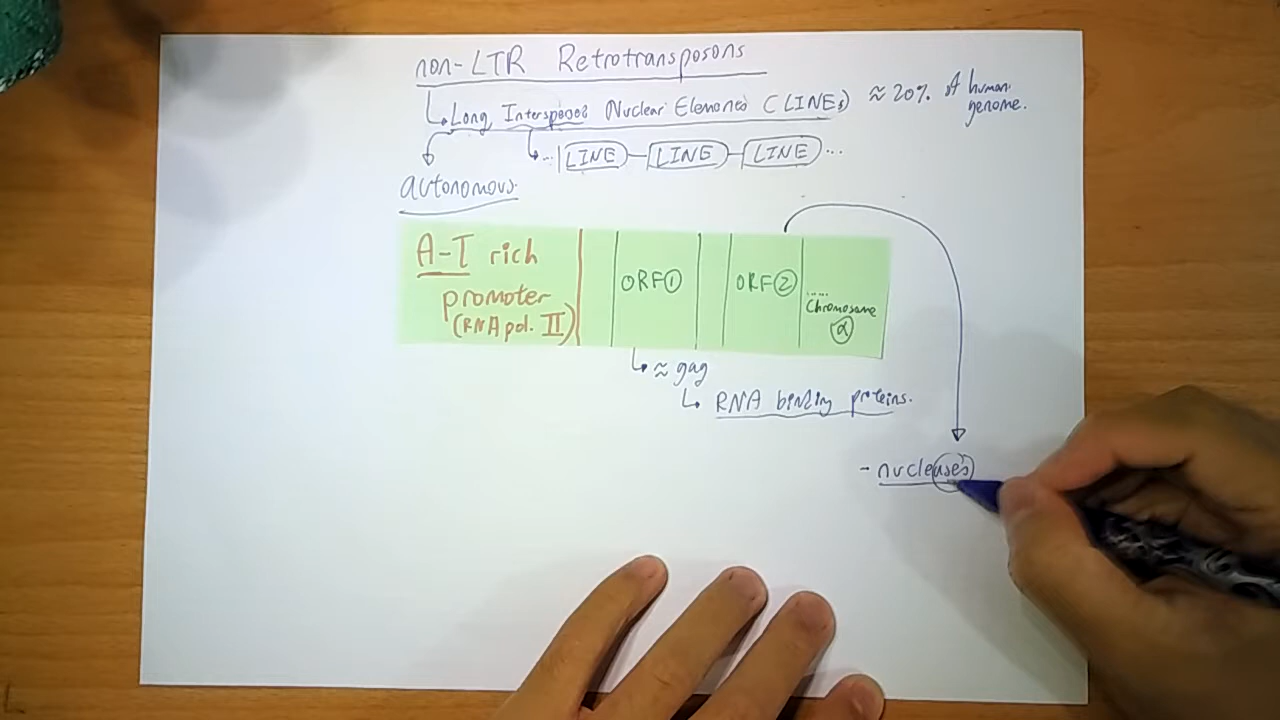 non-LTR Retrotransposons
Long Interspersed Nuclear Elements (LINEs) ≈ 20% of human genome.
... LINE LINE LINE ...
autonomous.
A-T rich promoter (RNA pol. II)
ORF①
ORF②
..... Chromosome α
≈ gag
RNA binding proteins.
- nucleases